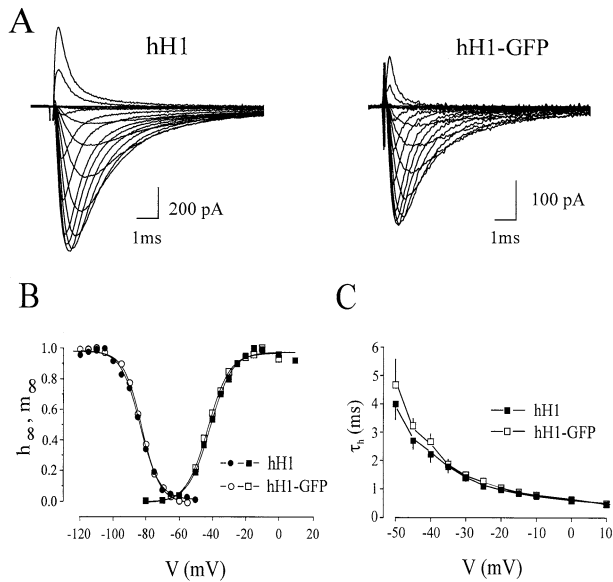 A
hH1
hH1-GFP
200 pA
1ms
100 pA
1ms
B
h∞, m∞
1.0
0.8
0.6
0.4
0.2
0.0
hH1
hH1-GFP
-120 -100 -80 -60 -40 -20 0 20
V (mV)
C
τh (ms)
6
5
4
3
2
1
0
hH1
hH1-GFP
-50 -40 -30 -20 -10 0 10
V (mV)